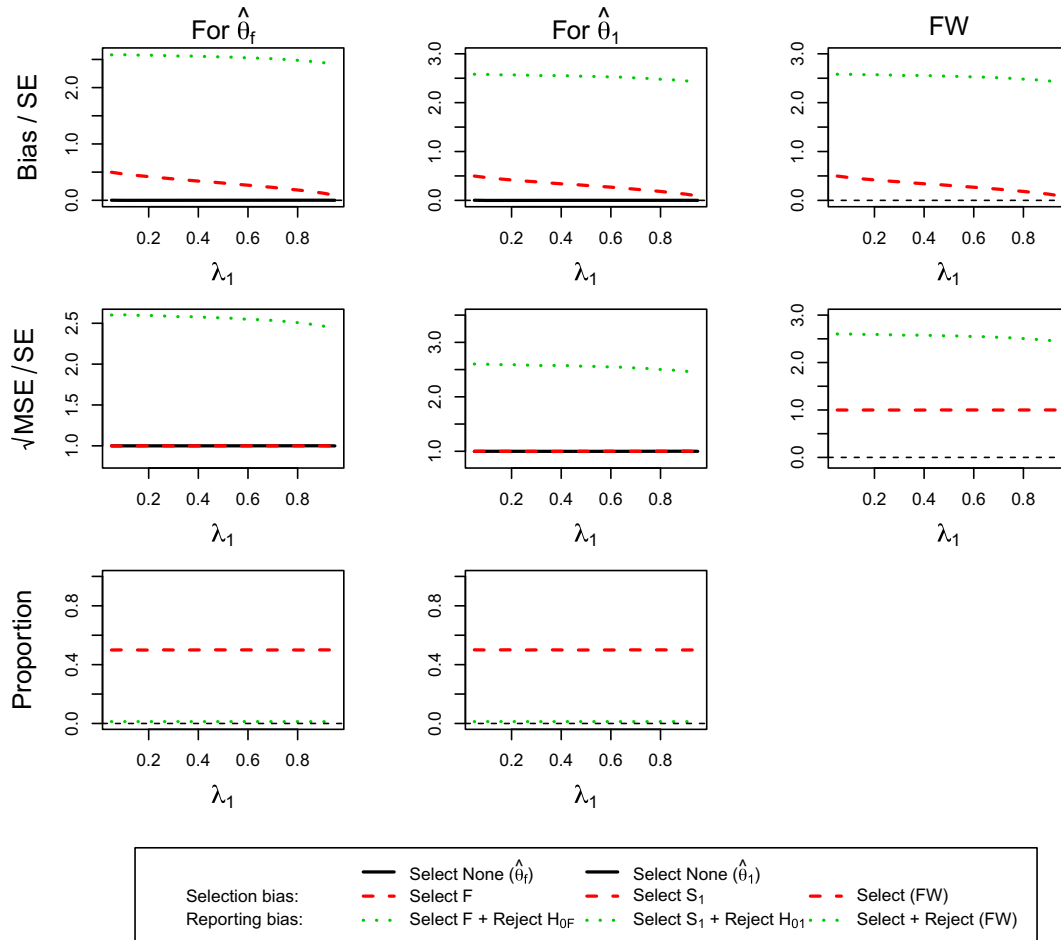 For θ̂f
For θ̂1
FW
Bias / SE
0.0 1.0 2.0
0.0 1.0 2.0 3.0
0.0 1.0 2.0 3.0
0.2 0.4 0.6 0.8
0.2 0.4 0.6 0.8
0.2 0.4 0.6 0.8
λ1
λ1
λ1
√MSE / SE
1.0 1.5 2.0 2.5
1.0 2.0 3.0
0.0 1.0 2.0 3.0
0.2 0.4 0.6 0.8
0.2 0.4 0.6 0.8
0.2 0.4 0.6 0.8
λ1
λ1
λ1
Proportion
0.0 0.4 0.8
0.0 0.4 0.8
0.2 0.4 0.6 0.8
0.2 0.4 0.6 0.8
λ1
λ1
Select None (θ̂f) Select None (θ̂1)
Selection bias: Select F Select S1 Select (FW)
Reporting bias: Select F + Reject H0F Select S1 + Reject H01 Select + Reject (FW)